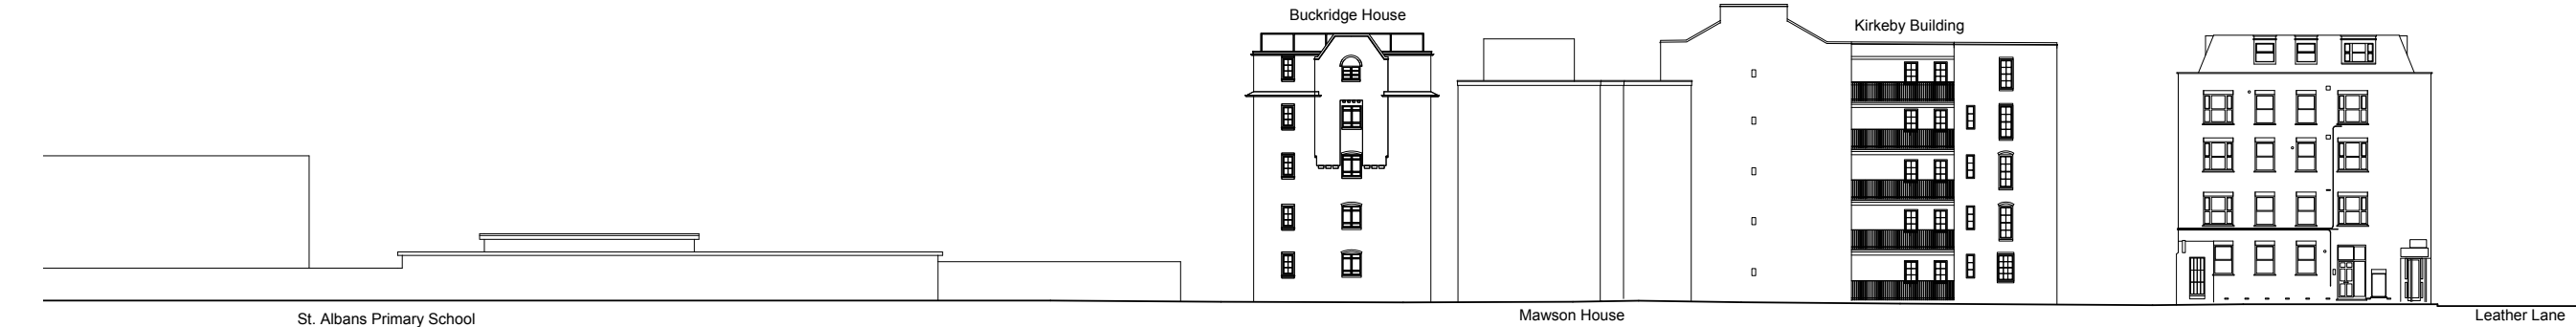 Buckridge House
Kirkeby Building
St. Albans Primary School
Mawson House
Leather Lane